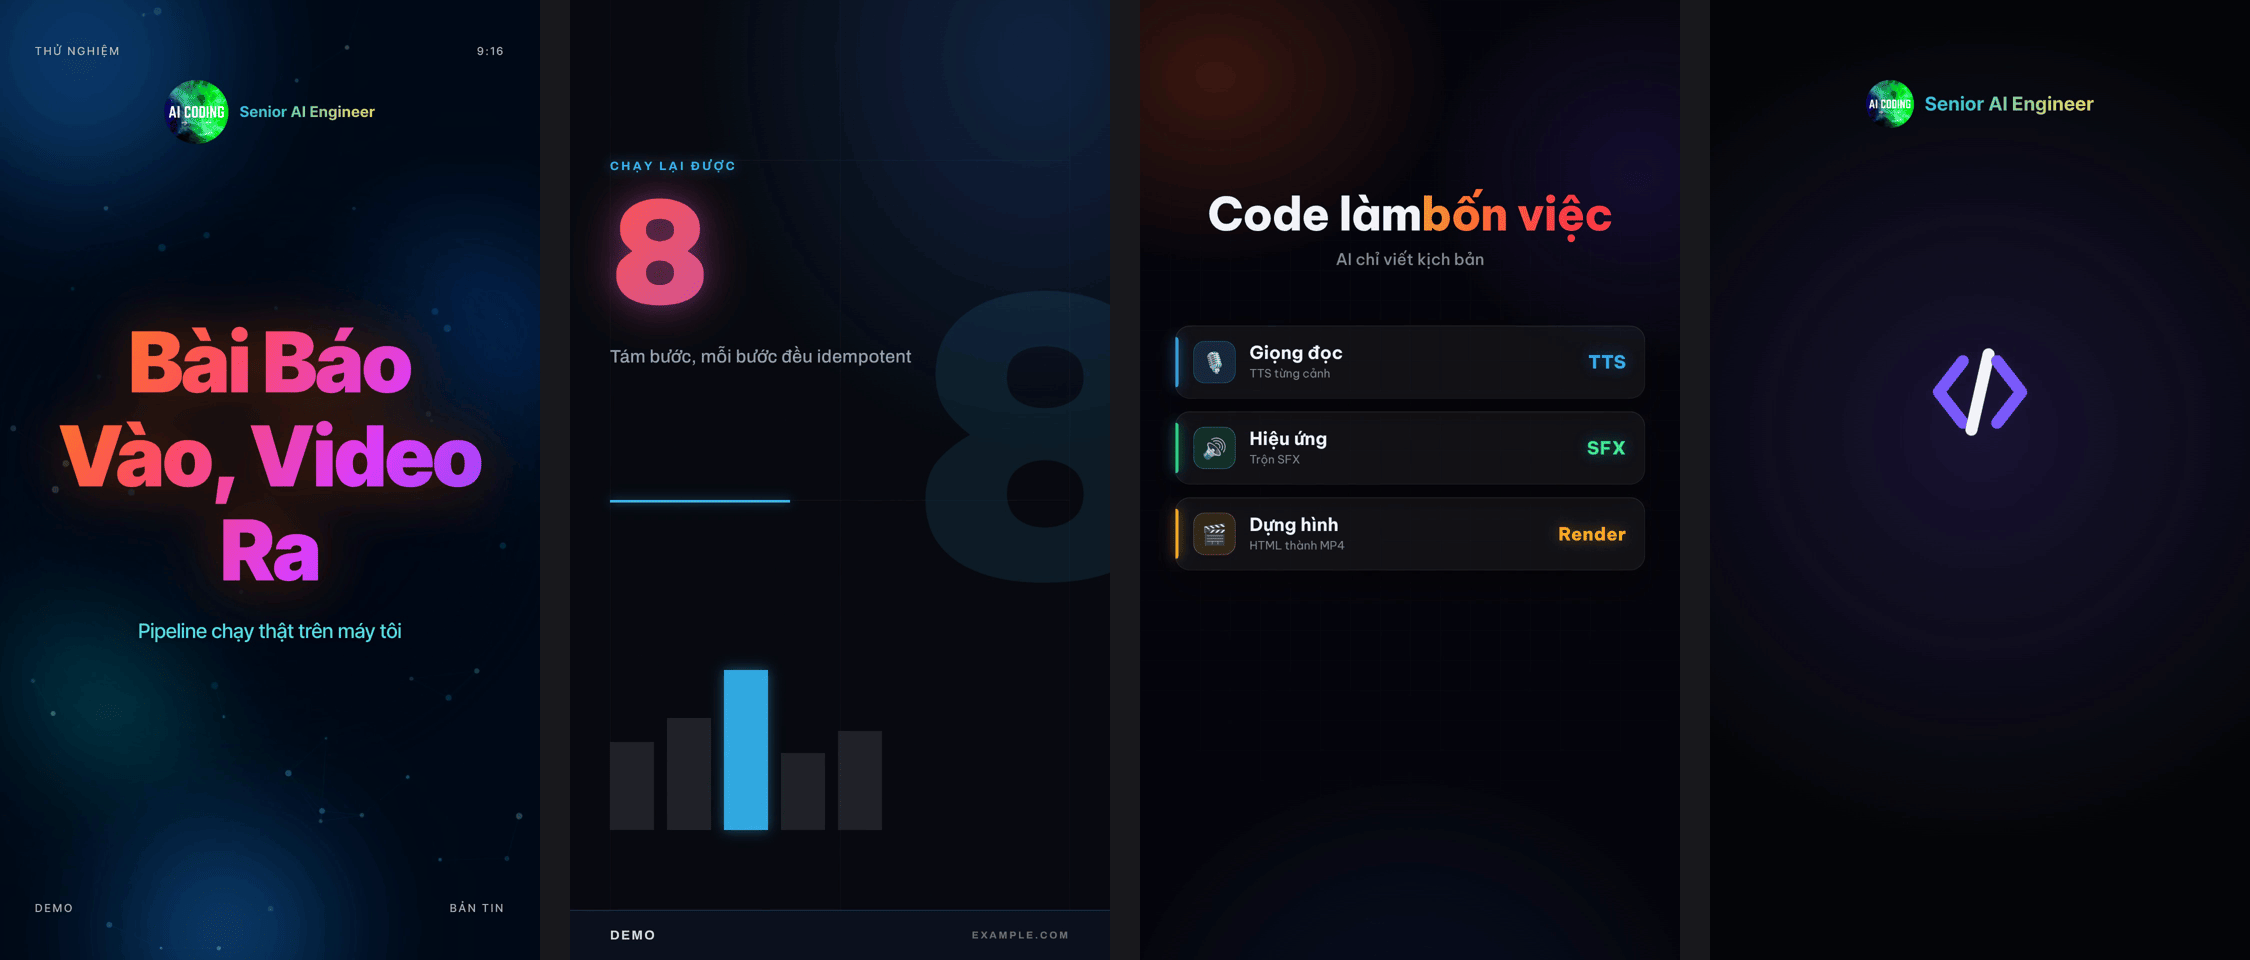 THỬ NGHIỆM
9:16
AI CODING
Senior AI Engineer
Bài Báo
Vào, Video
Ra
Pipeline chạy thật trên máy tôi
DEMO
BẢN TIN
CHẠY LẠI ĐƯỢC
8
8
Tám bước, mỗi bước đều idempotent
DEMO
EXAMPLE.COM
Code làmbốn việc
AI chỉ viết kịch bản
Giọng đọc
TTS từng cảnh
TTS
Hiệu ứng
Trộn SFX
SFX
Dựng hình
HTML thành MP4
Render
AI CODING
Senior AI Engineer